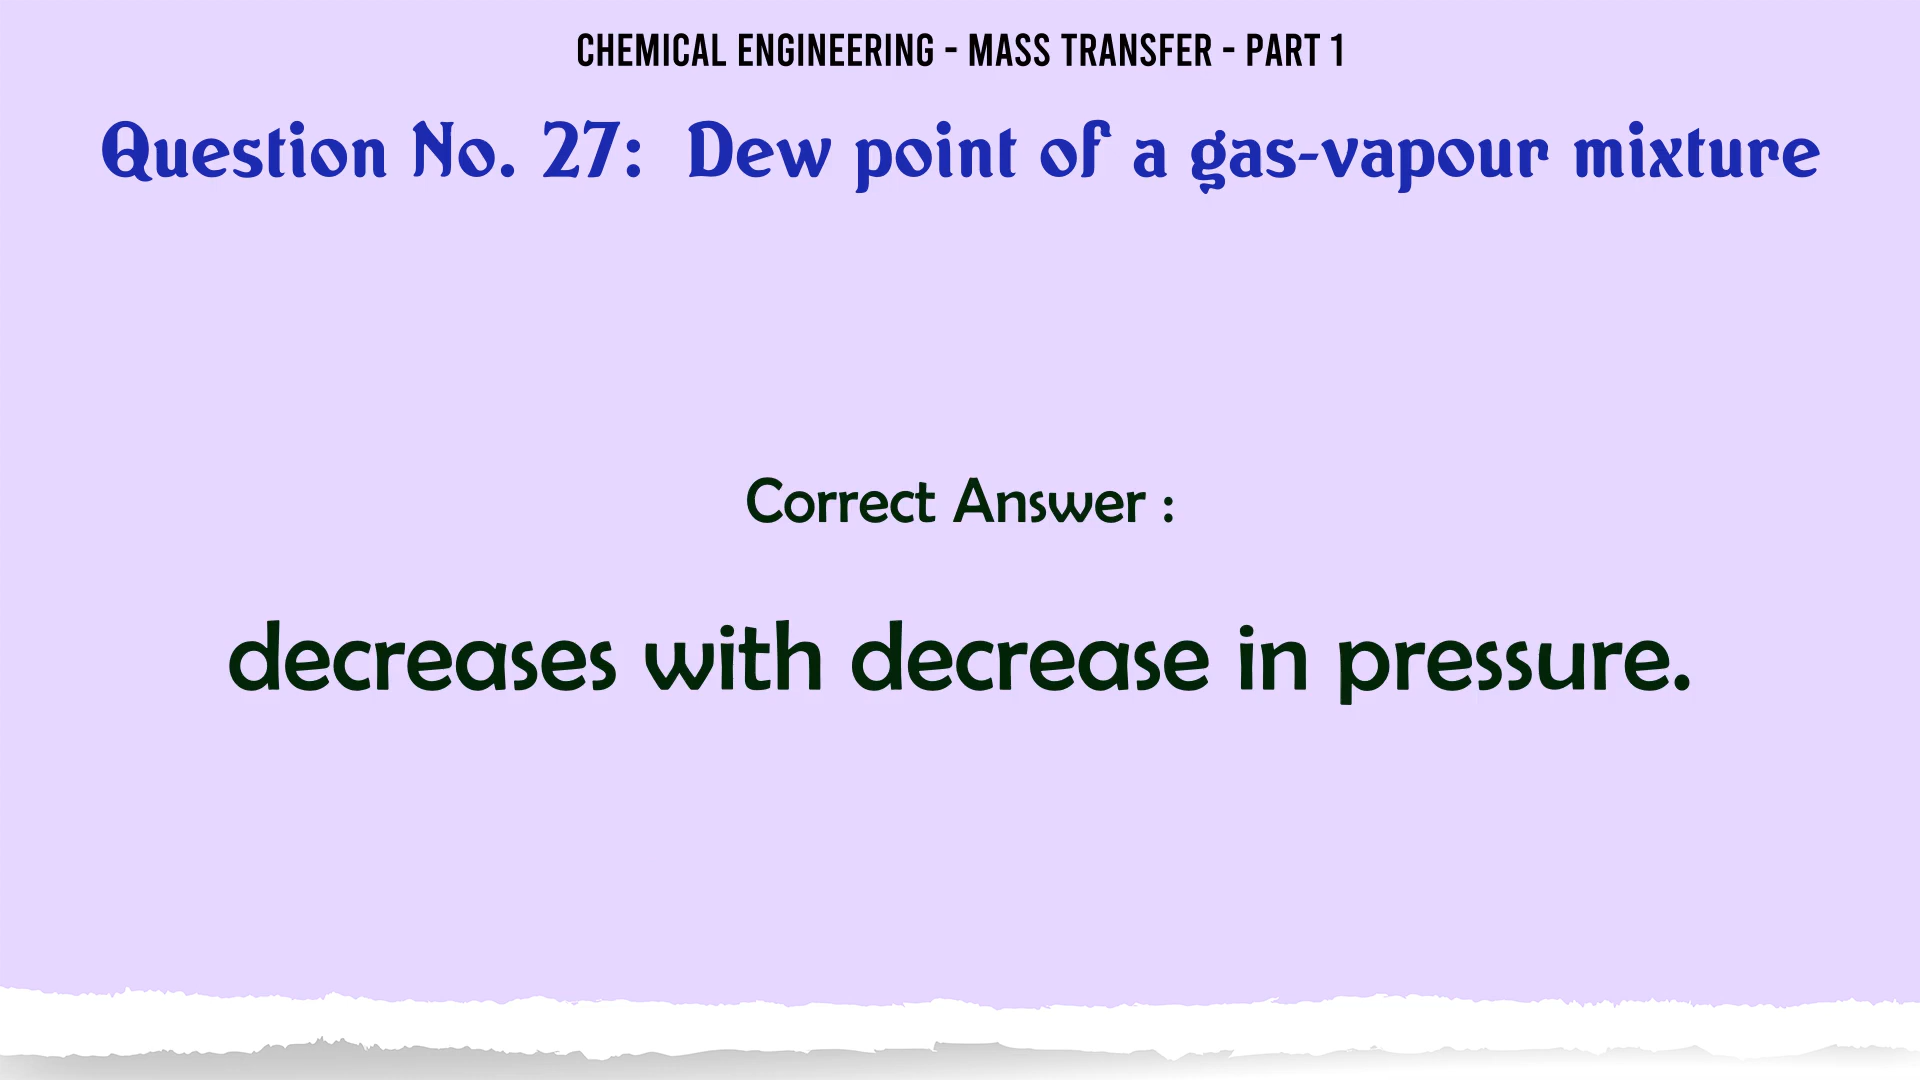 CHEMICAL ENGINEERING - MASS TRANSFER - PART 1
Question No. 27: Dew point of a gas-vapour mixture
Correct Answer :
decreases with decrease in pressure.